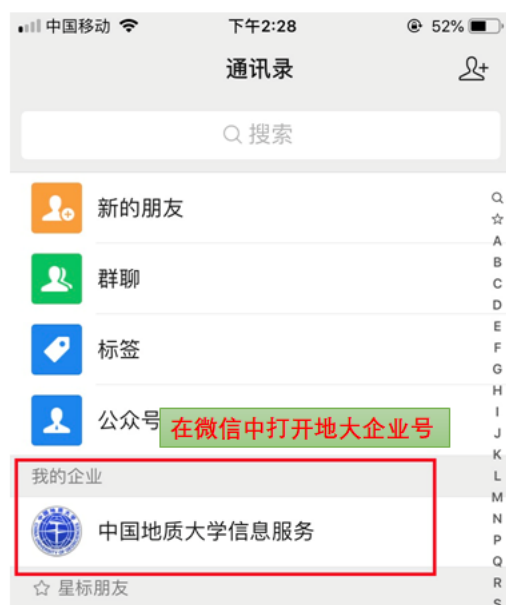 中国移动 下午2:28 52%
通讯录
搜索
新的朋友
群聊
标签
公众号
在微信中打开地大企业号
我的企业
中国地质大学信息服务
星标朋友
A
B
C
D
E
F
G
H
I
J
K
L
M
N
P
Q
R
S